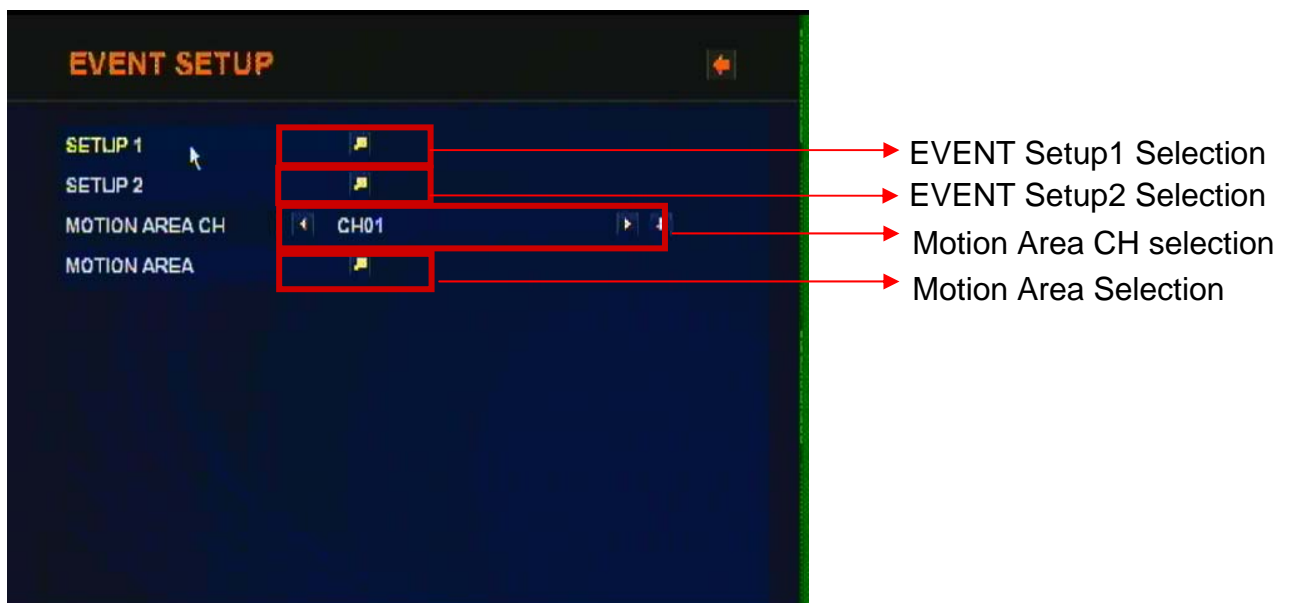 EVENT SETUP
SETUP 1
SETUP 2
MOTION AREA CH CH01
MOTION AREA
EVENT Setup1 Selection
EVENT Setup2 Selection
Motion Area CH selection
Motion Area Selection